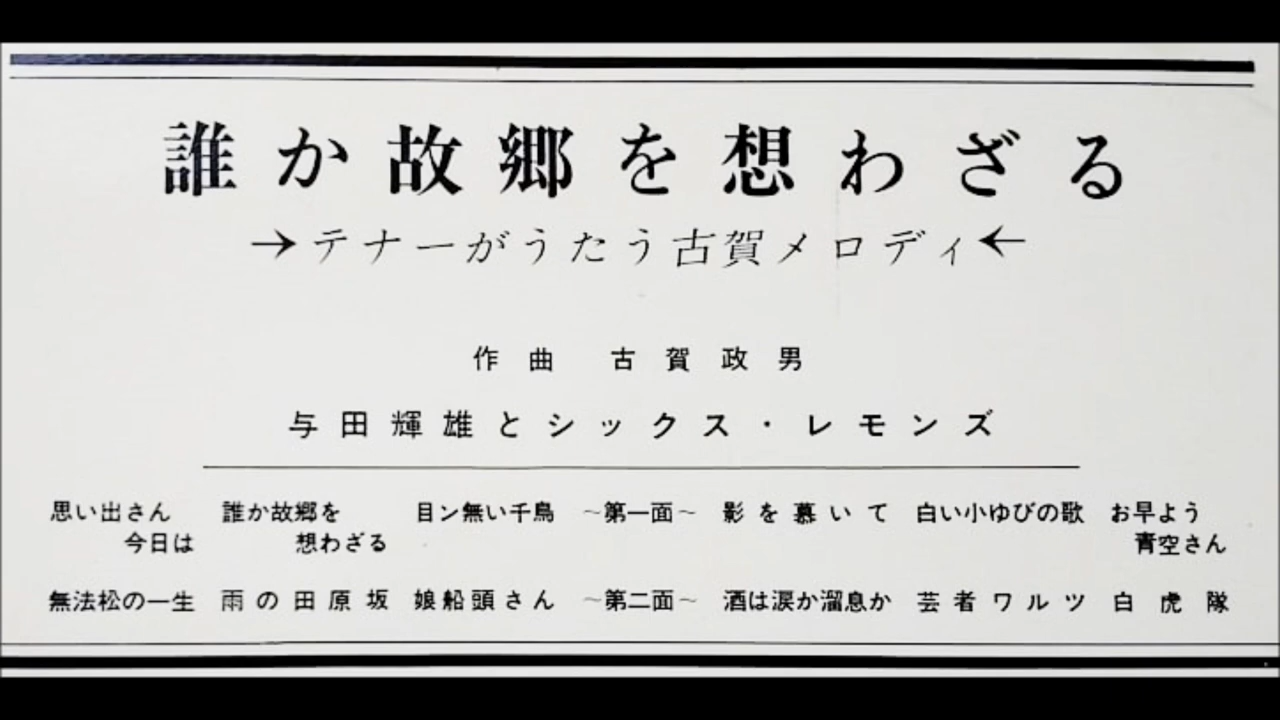 誰か故郷を想わざる
→テナーがうたう古賀メロディ←
作曲 古賀政男
与田輝雄とシックス・レモンズ
思い出さん今日は 誰か故郷を想わざる 目ン無い千鳥 ~第一面~ 影を慕いて 白い小ゆびの歌 お早よう青空さん
無法松の一生 雨の田原坂 娘船頭さん ~第二面~ 酒は涙か溜息か 芸者ワルツ 白虎隊